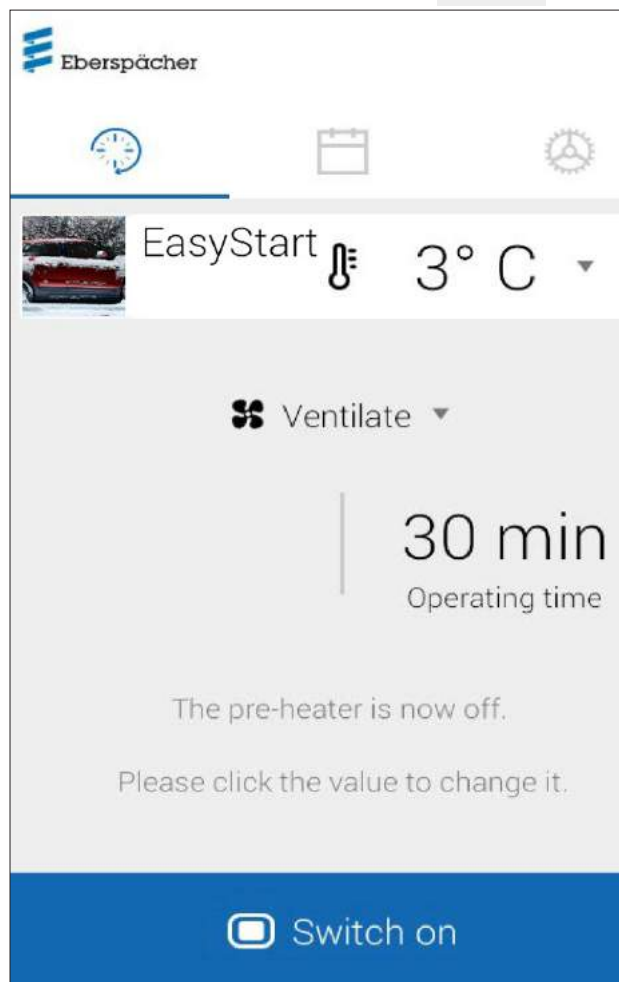 Eberspächer
EasyStart
3° C
Ventilate
30 min
Operating time
The pre-heater is now off.
Please click the value to change it.
Switch on